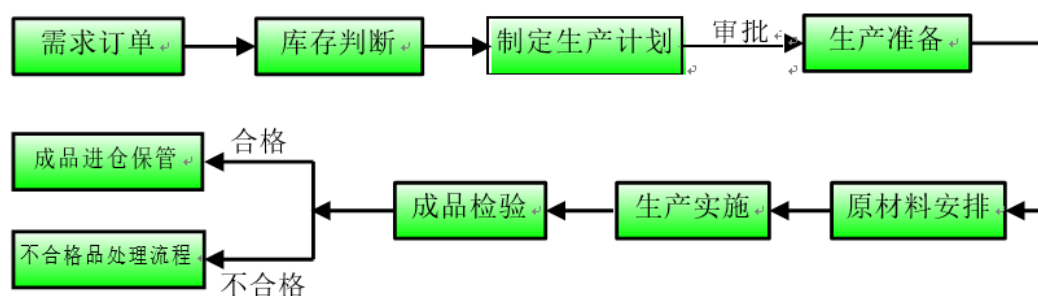 需求订单
库存判断
制定生产计划
审批
生产准备
原材料安排
生产实施
成品检验
合格
成品进仓保管
不合格
不合格品处理流程